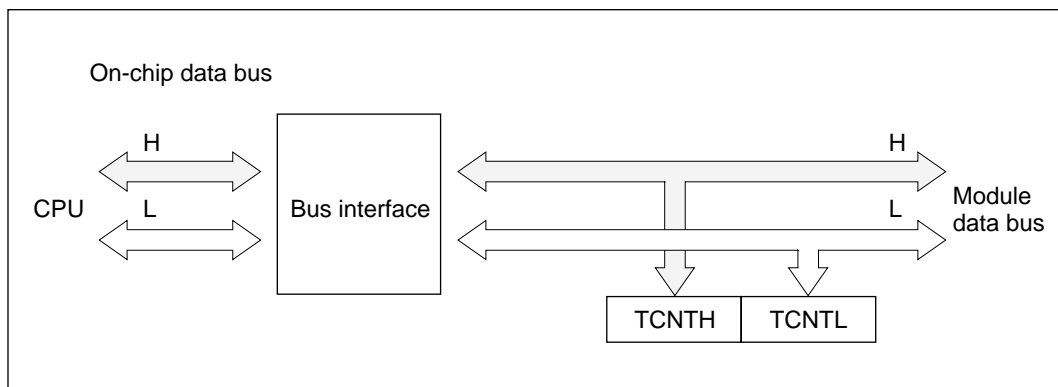 On-chip data bus
H
H
CPU
L
Bus interface
L
Module
data bus
TCNTH
TCNTL